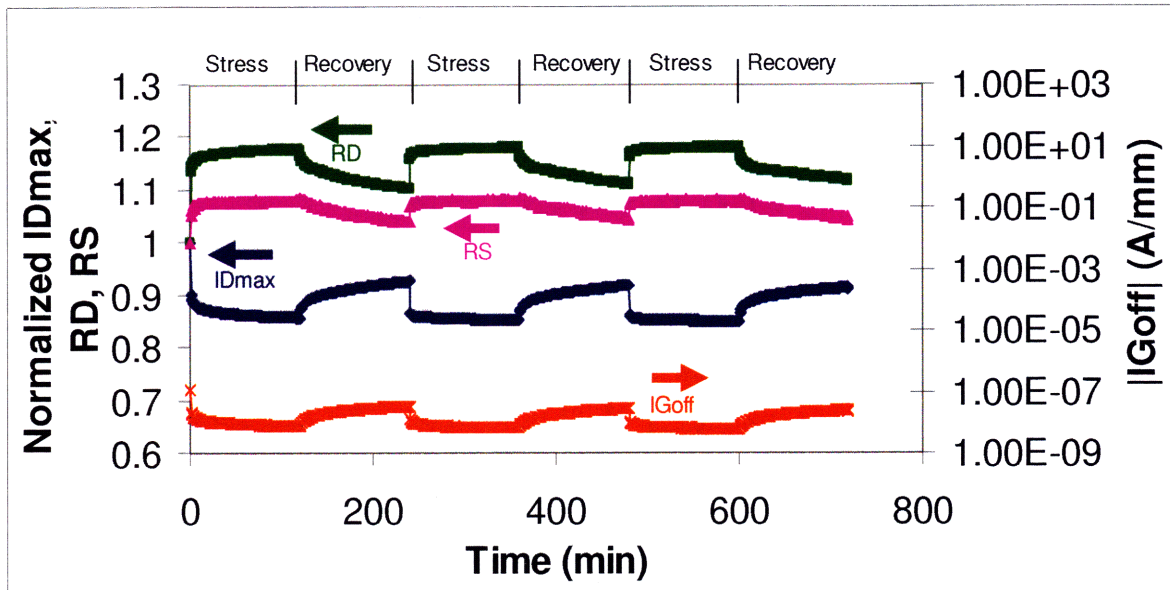 Stress Recovery Stress Recovery Stress Recovery
Normalized IDmax,
RD, RS
1.3
1.2
1.1
1
0.9
0.8
0.7
0.6
RD
RS
IDmax
IGoff
1.00E+03
1.00E+01
1.00E-01
1.00E-03
1.00E-05
1.00E-07
1.00E-09
|IGoff| (A/mm)
0 200 400 600 800
Time (min)